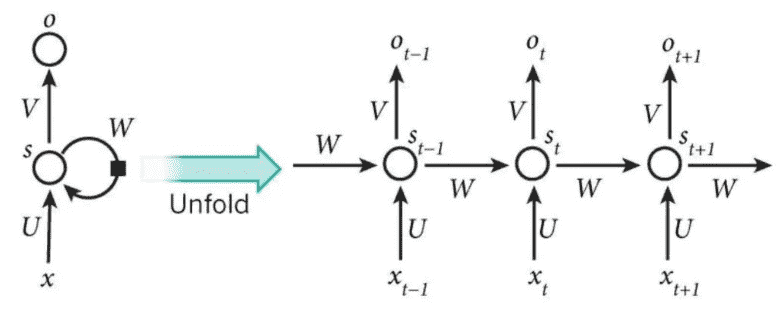 o
V
W
s
U
x
Unfold
o_{t-1} o_t o_{t+1}
V V V
W s_{t-1} s_t s_{t+1}
W W W
U U U
x_{t-1} x_t x_{t+1}